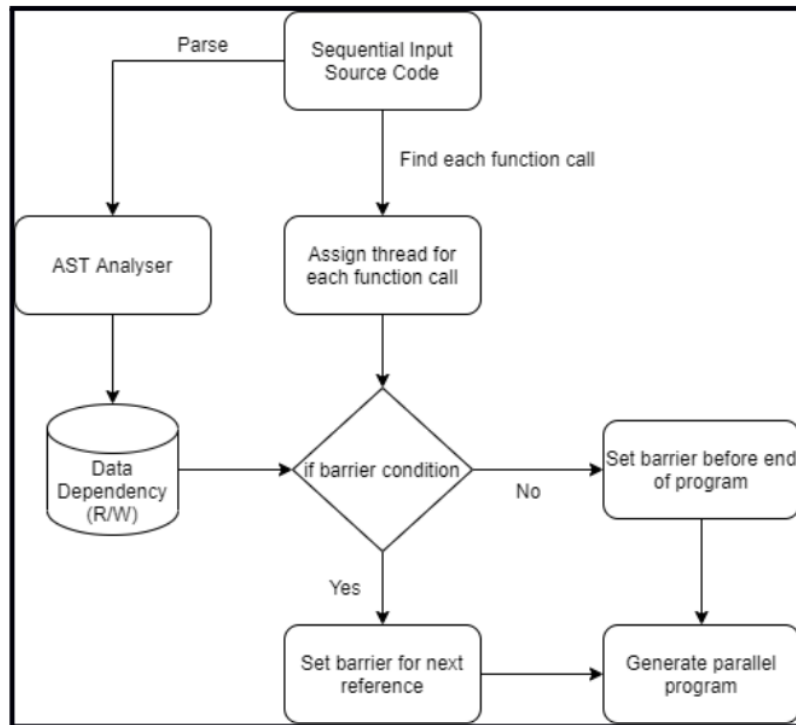 Parse
Sequential Input
Source Code
Find each function call
AST Analyser
Assign thread for
each function call
Data
Dependency
(R/W)
if barrier condition
No
Set barrier before end
of program
Yes
Set barrier for next
reference
Generate parallel
program